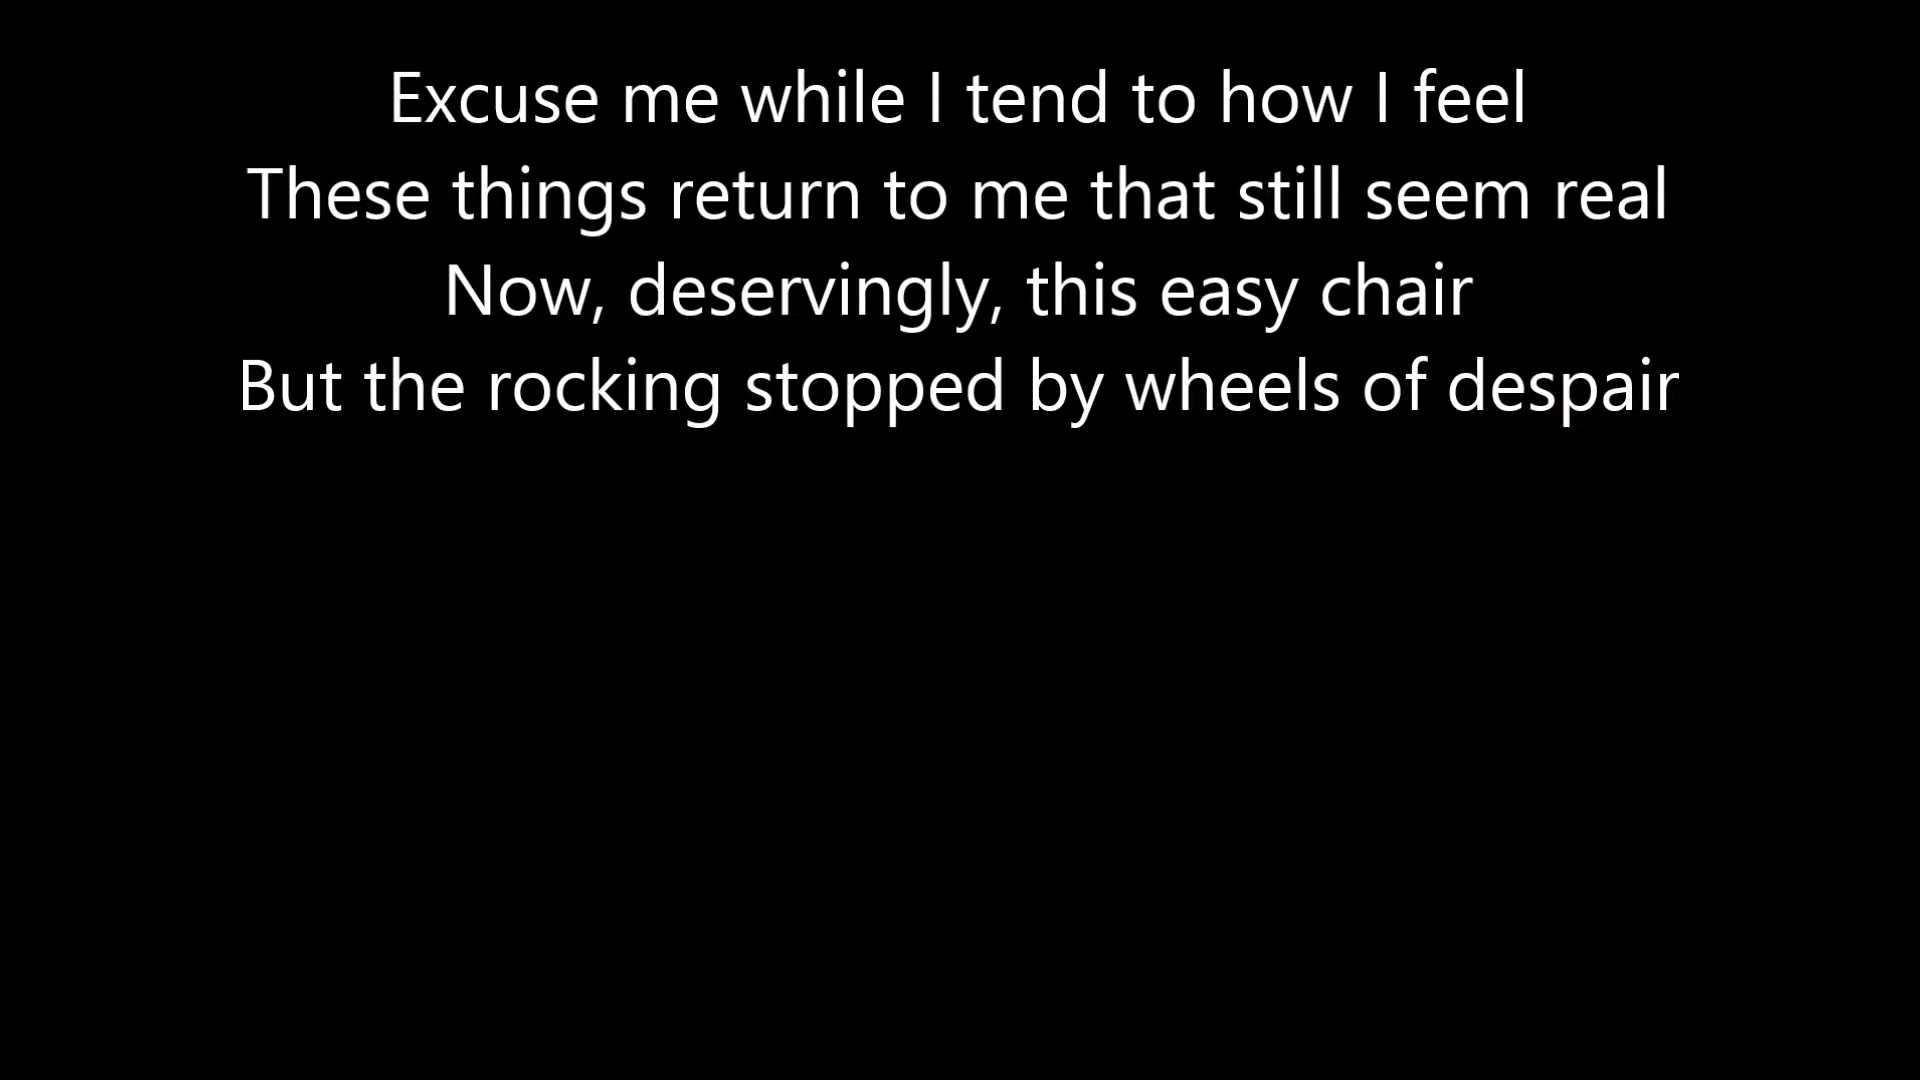 Excuse me while I tend to how I feel
These things return to me that still seem real
Now, deservingly, this easy chair
But the rocking stopped by wheels of despair